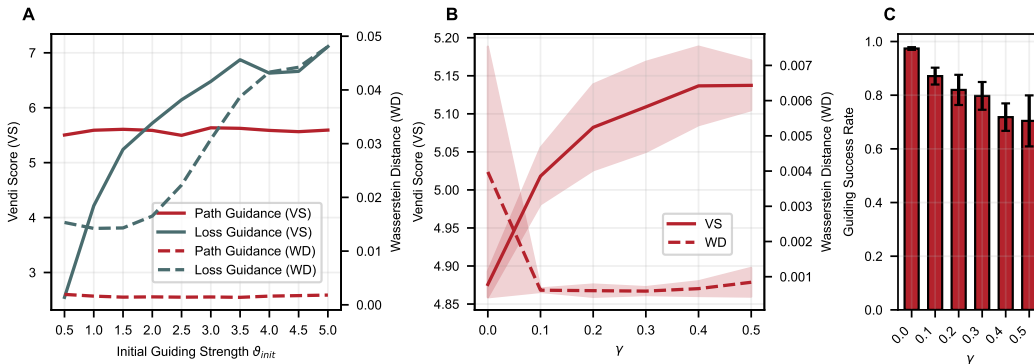 A
Vendi Score (VS)
7
6
5
4
3
0.05
0.04
0.03
0.02
0.01
0.00
Wasserstein Distance (WD)
Path Guidance (VS)
Loss Guidance (VS)
Path Guidance (WD)
Loss Guidance (WD)
0.5 1.0 1.5 2.0 2.5 3.0 3.5 4.0 4.5 5.0
Initial Guiding Strength ϑinit
B
Vendi Score (VS)
5.20
5.15
5.10
5.05
5.00
4.95
4.90
4.85
0.007
0.006
0.005
0.004
0.003
0.002
0.001
Wasserstein Distance (WD)
VS
WD
0.0 0.1 0.2 0.3 0.4 0.5
γ
C
Guiding Success Rate
1.0
0.8
0.6
0.4
0.2
0.0
0.0 0.1 0.2 0.3 0.4 0.5
γ